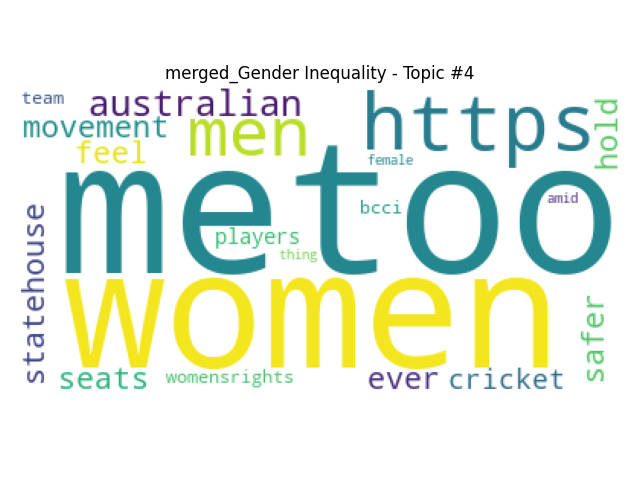 merged_Gender Inequality - Topic #4
team
australian
https
hold
movement
men
feel
female
metoo
amid
bcci
players
thing
statehouse
women
safer
seats
womensrights
ever
cricket